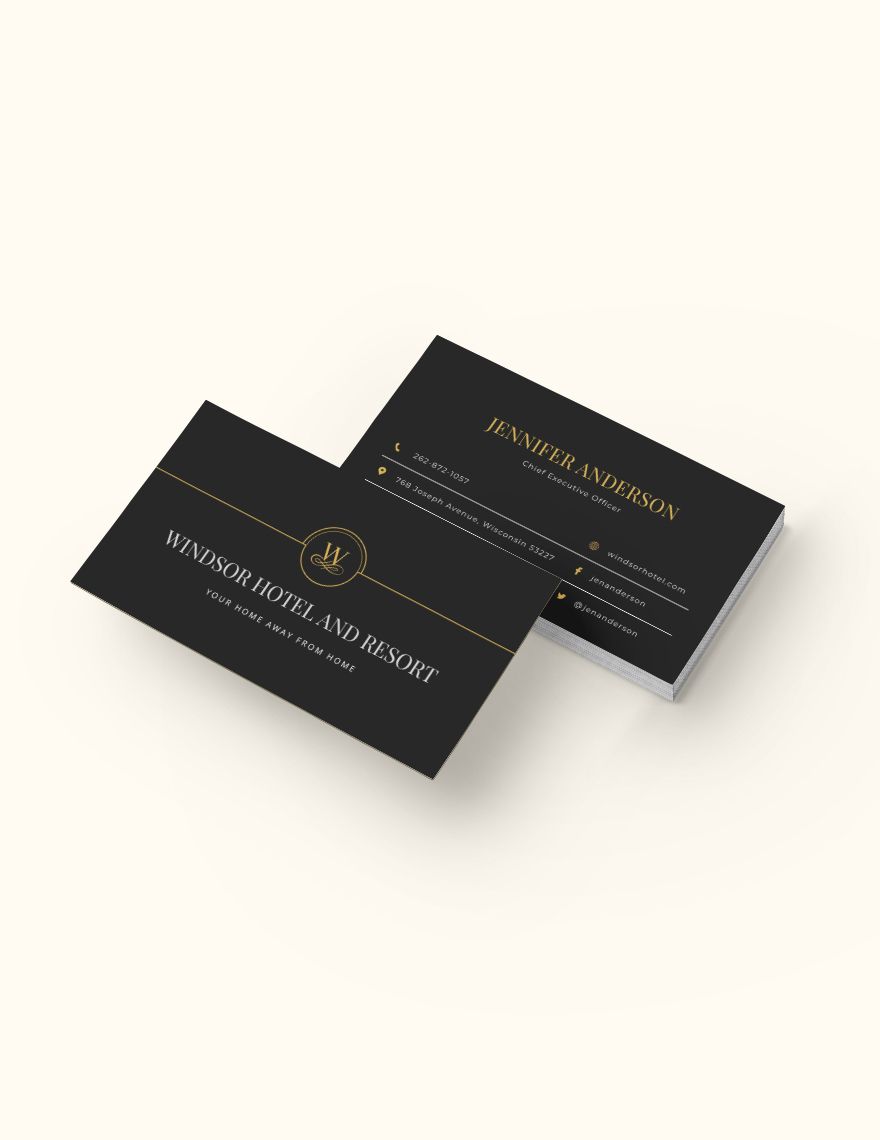 W
WINDSOR HOTEL AND RESORT
YOUR HOME AWAY FROM HOME
JENNIFER ANDERSON
Chief Executive Officer
262-872-1057
768 Joseph Avenue, Wisconsin 53227
windsorhotel.com
jenanderson
@jenanderson